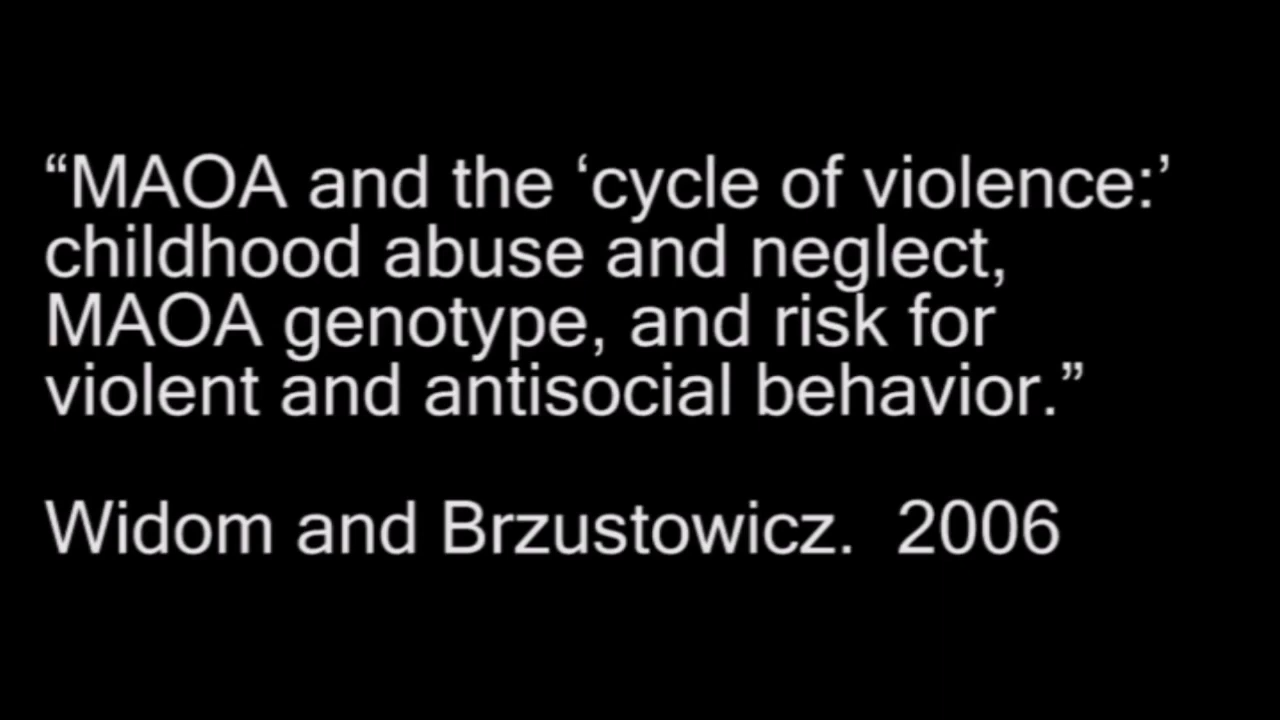 “MAOA and the ‘cycle of violence:’
childhood abuse and neglect,
MAOA genotype, and risk for
violent and antisocial behavior.”
Widom and Brzustowicz.  2006